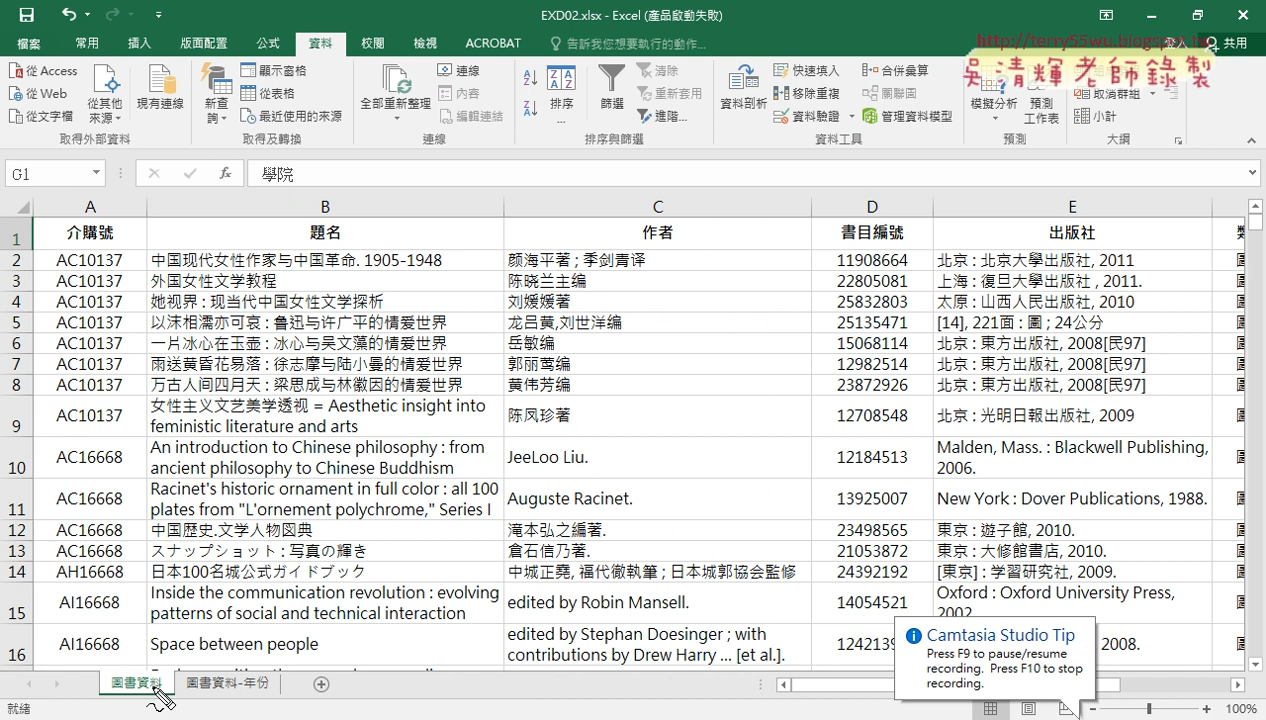 EXD02.xlsx - Excel (產品啟動失敗)
檔案 常用 插入 版面配置 公式 資料 校閱 檢視 ACROBAT 告訴我您想要執行的動作... 登入 共用
http://terry55wu.blogspot.tw
吳清輝老師錄製
從 Access
從 Web
從文字檔
從其他來源
現有連線
取得外部資料
新查詢
顯示查詢
從表格
最近使用的來源
取得及轉換
全部重新整理
連線
內容
編輯連結
連線
排序...
篩選
清除
重新套用
進階...
排序與篩選
資料剖析
快速填入
移除重複
資料驗證
合併彙算
關聯圖
管理資料模型
資料工具
模擬分析
預測工作表
預測
取消群組
小計
大綱
G1 fx 學院
A B C D E
1 介購號 題名 作者 書目編號 出版社
2 AC10137 中国现代女性作家与中国革命. 1905-1948 颜海平著 ; 季剑青译 11908664 北京 : 北京大學出版社, 2011
3 AC10137 外国女性文学教程 陈晓兰主编 22805081 上海 : 復旦大學出版社 , 2011.
4 AC10137 她视界 : 现当代中国女性文学探析 刘媛媛著 25832803 太原 : 山西人民出版社, 2010
5 AC10137 以沫相濡亦可哀 : 鲁迅与许广平的情爱世界 龙吕黄,刘世洋编 25135471 [14], 221面 : 圖 ; 24公分
6 AC10137 一片冰心在玉壶 : 冰心与吴文藻的情爱世界 岳敏编 15068114 北京 : 東方出版社, 2008[民97]
7 AC10137 雨送黄昏花易落 : 徐志摩与陆小曼的情爱世界 郭丽莺编 12982514 北京 : 東方出版社, 2008[民97]
8 AC10137 万古人间四月天 : 梁思成与林徽因的情爱世界 黄伟芳编 23872926 北京 : 東方出版社, 2008[民97]
9 AC10137 女性主义文艺美学透视 = Aesthetic insight into feministic literature and arts 陈凤珍著 12708548 北京 : 光明日報出版社, 2009
10 AC16668 An introduction to Chinese philosophy : from ancient philosophy to Chinese Buddhism JeeLoo Liu. 12184513 Malden, Mass. : Blackwell Publishing, 2006.
11 AC16668 Racinet's historic ornament in full color : all 100 plates from "L'ornement polychrome," Series I Auguste Racinet. 13925007 New York : Dover Publications, 1988.
12 AC16668 中国歴史.文学人物図典 滝本弘之編著. 23498565 東京 : 遊子館, 2010.
13 AC16668 スナップショット : 写真の輝き 倉石信乃著. 21053872 東京 : 大修館書店, 2010.
14 AH16668 日本100名城公式ガイドブック 中城正堯, 福代徹執筆 ; 日本城郭協会監修 24392192 [東京] : 学習研究社, 2009.
15 AI16668 Inside the communication revolution : evolving patterns of social and technical interaction edited by Robin Mansell. 14054521 Oxford : Oxford University Press, 2002
16 AI16668 Space between people edited by Stephan Doesinger ; with contributions by Drew Harry ... [et al.]. 1242139 2008.
Camtasia Studio Tip
Press F9 to pause/resume
recording. Press F10 to stop
recording.
圖書資料 圖書資料-年份
就緒 100%